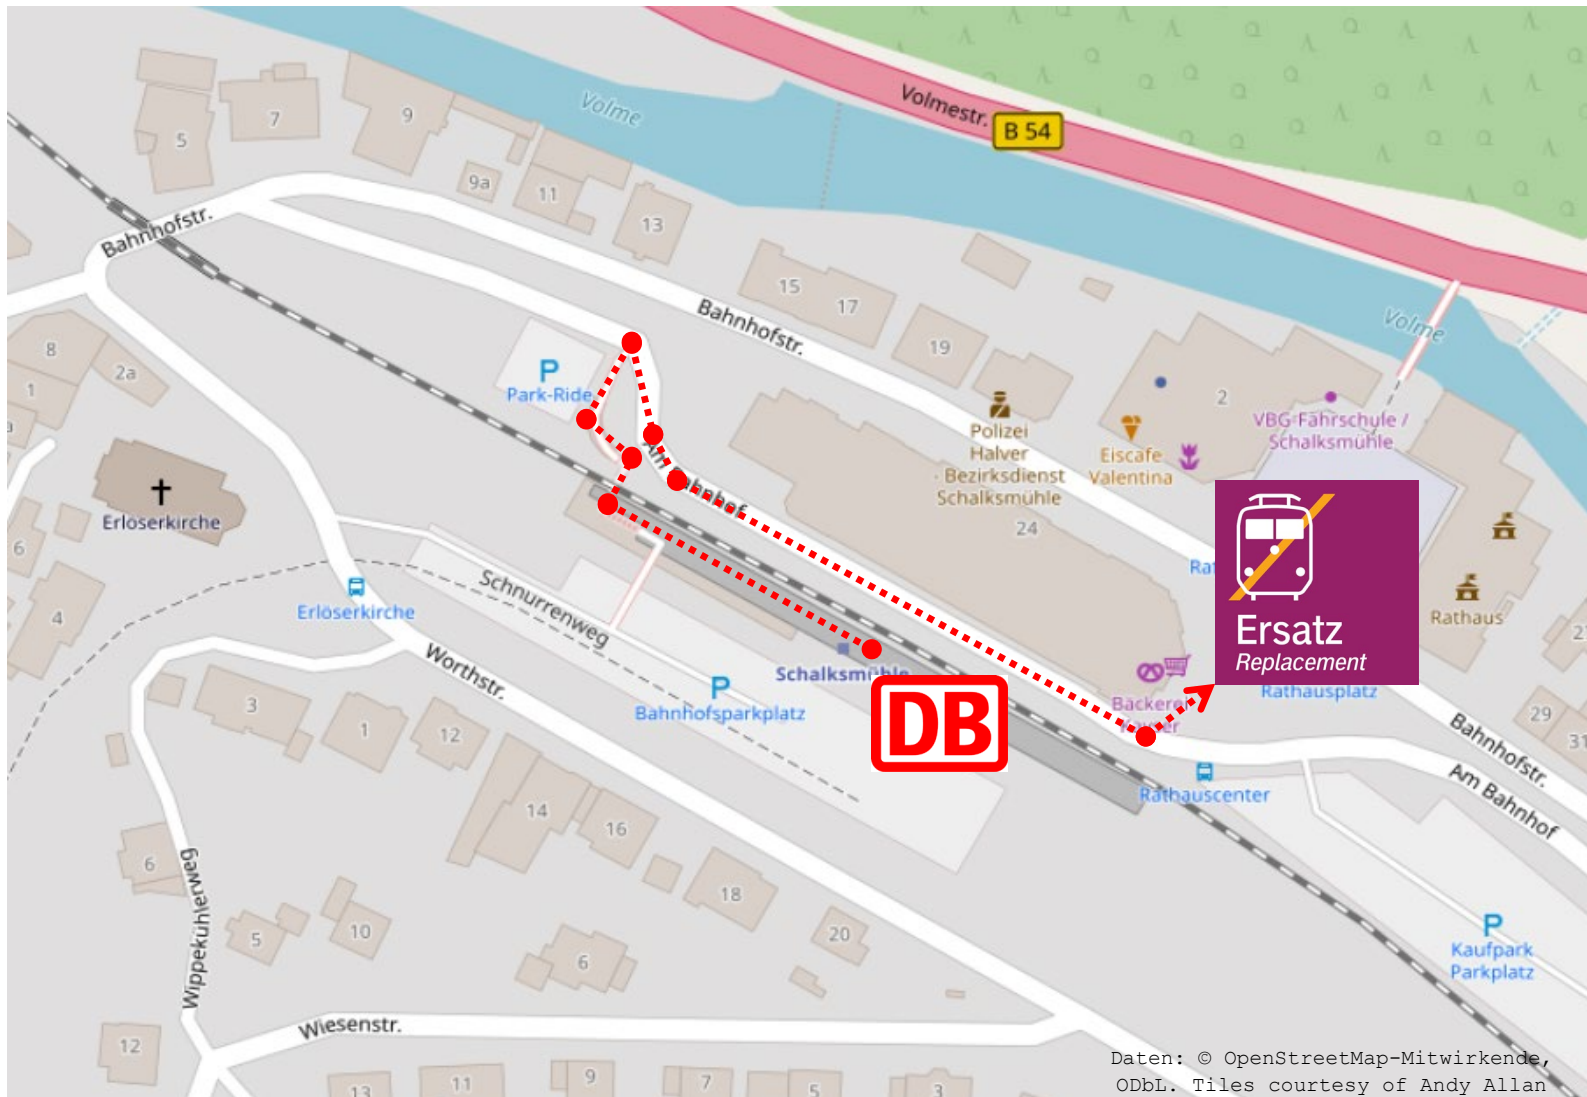 Volme
Volmestr.
B 54
5
7
9
9a
11
13
Bahnhofstr.
15
17
19
Bahnhofstr.
Volme
8
2a
1
P
Park-Ride
2
VBG-Fahrschule /
Schalksmühle
Polizei
Halver
- Bezirksdienst
Schalksmühle
Eiscafe
Valentina
Am Bahnhof
24
Erlöserkirche
6
4
Erlöserkirche
Schnurrenweg
Ersatz
Replacement
Rathaus
Rathausplatz
Schalksmühle
DB
P
Bahnhofsparkplatz
Worthstr.
Bäckerei
Rathauscenter
Bahnhofstr.
Am Bahnhof
29
31
3
1
12
14
16
18
20
6
5
10
6
Wippekühlerweg
P
Kaufpark
Parkplatz
Wiesenstr.
12
13
11
9
7
5
3
Daten: © OpenStreetMap-Mitwirkende,
ODbL. Tiles courtesy of Andy Allan